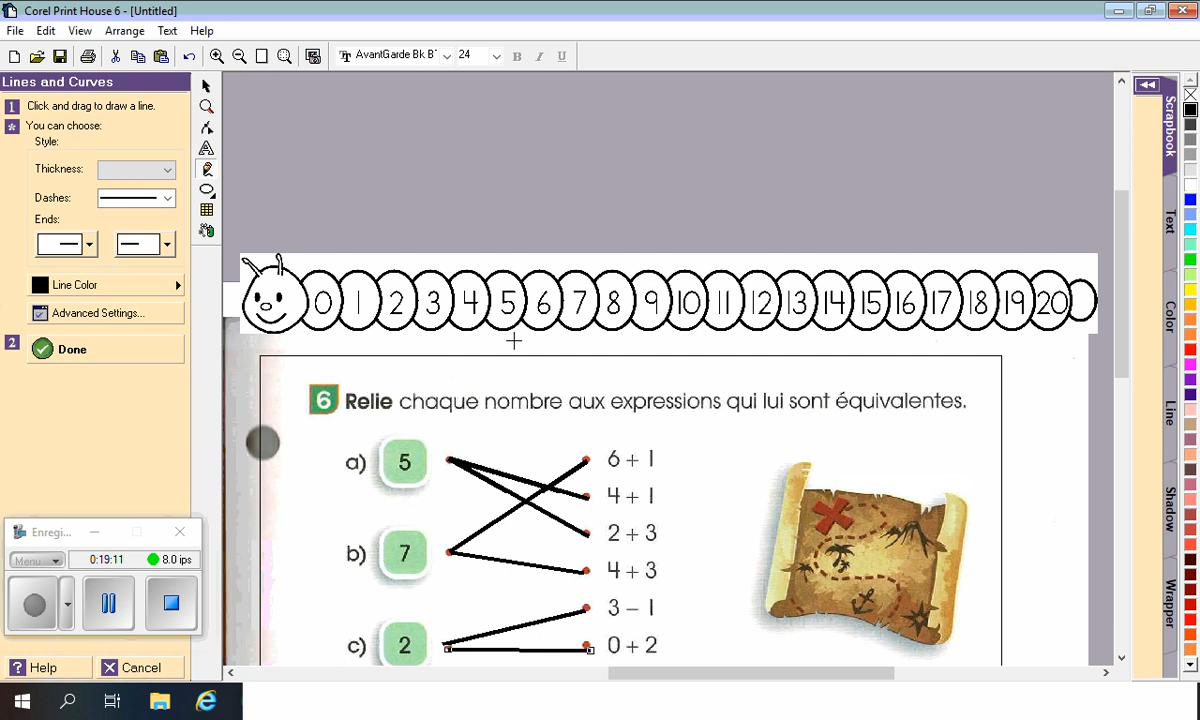 Corel Print House 6 - [Untitled]
File Edit View Arrange Text Help
AvantGarde Bk B 24 B I U
Lines and Curves
1 Click and drag to draw a line.
* You can choose:
Style:
Thickness:
Dashes:
Ends:
Line Color
Advanced Settings...
2 Done
0 1 2 3 4 5 6 7 8 9 10 11 12 13 14 15 16 17 18 19 20
6 Relie chaque nombre aux expressions qui lui sont équivalentes.
a) 5 6 + 1
4 + 1
2 + 3
b) 7 4 + 3
3 – 1
c) 2 0 + 2
Scrapbook
Text
Color
Line
Shadow
Wrapper
Enregi...
Menu 0:19:11 8.0 ips
Help Cancel